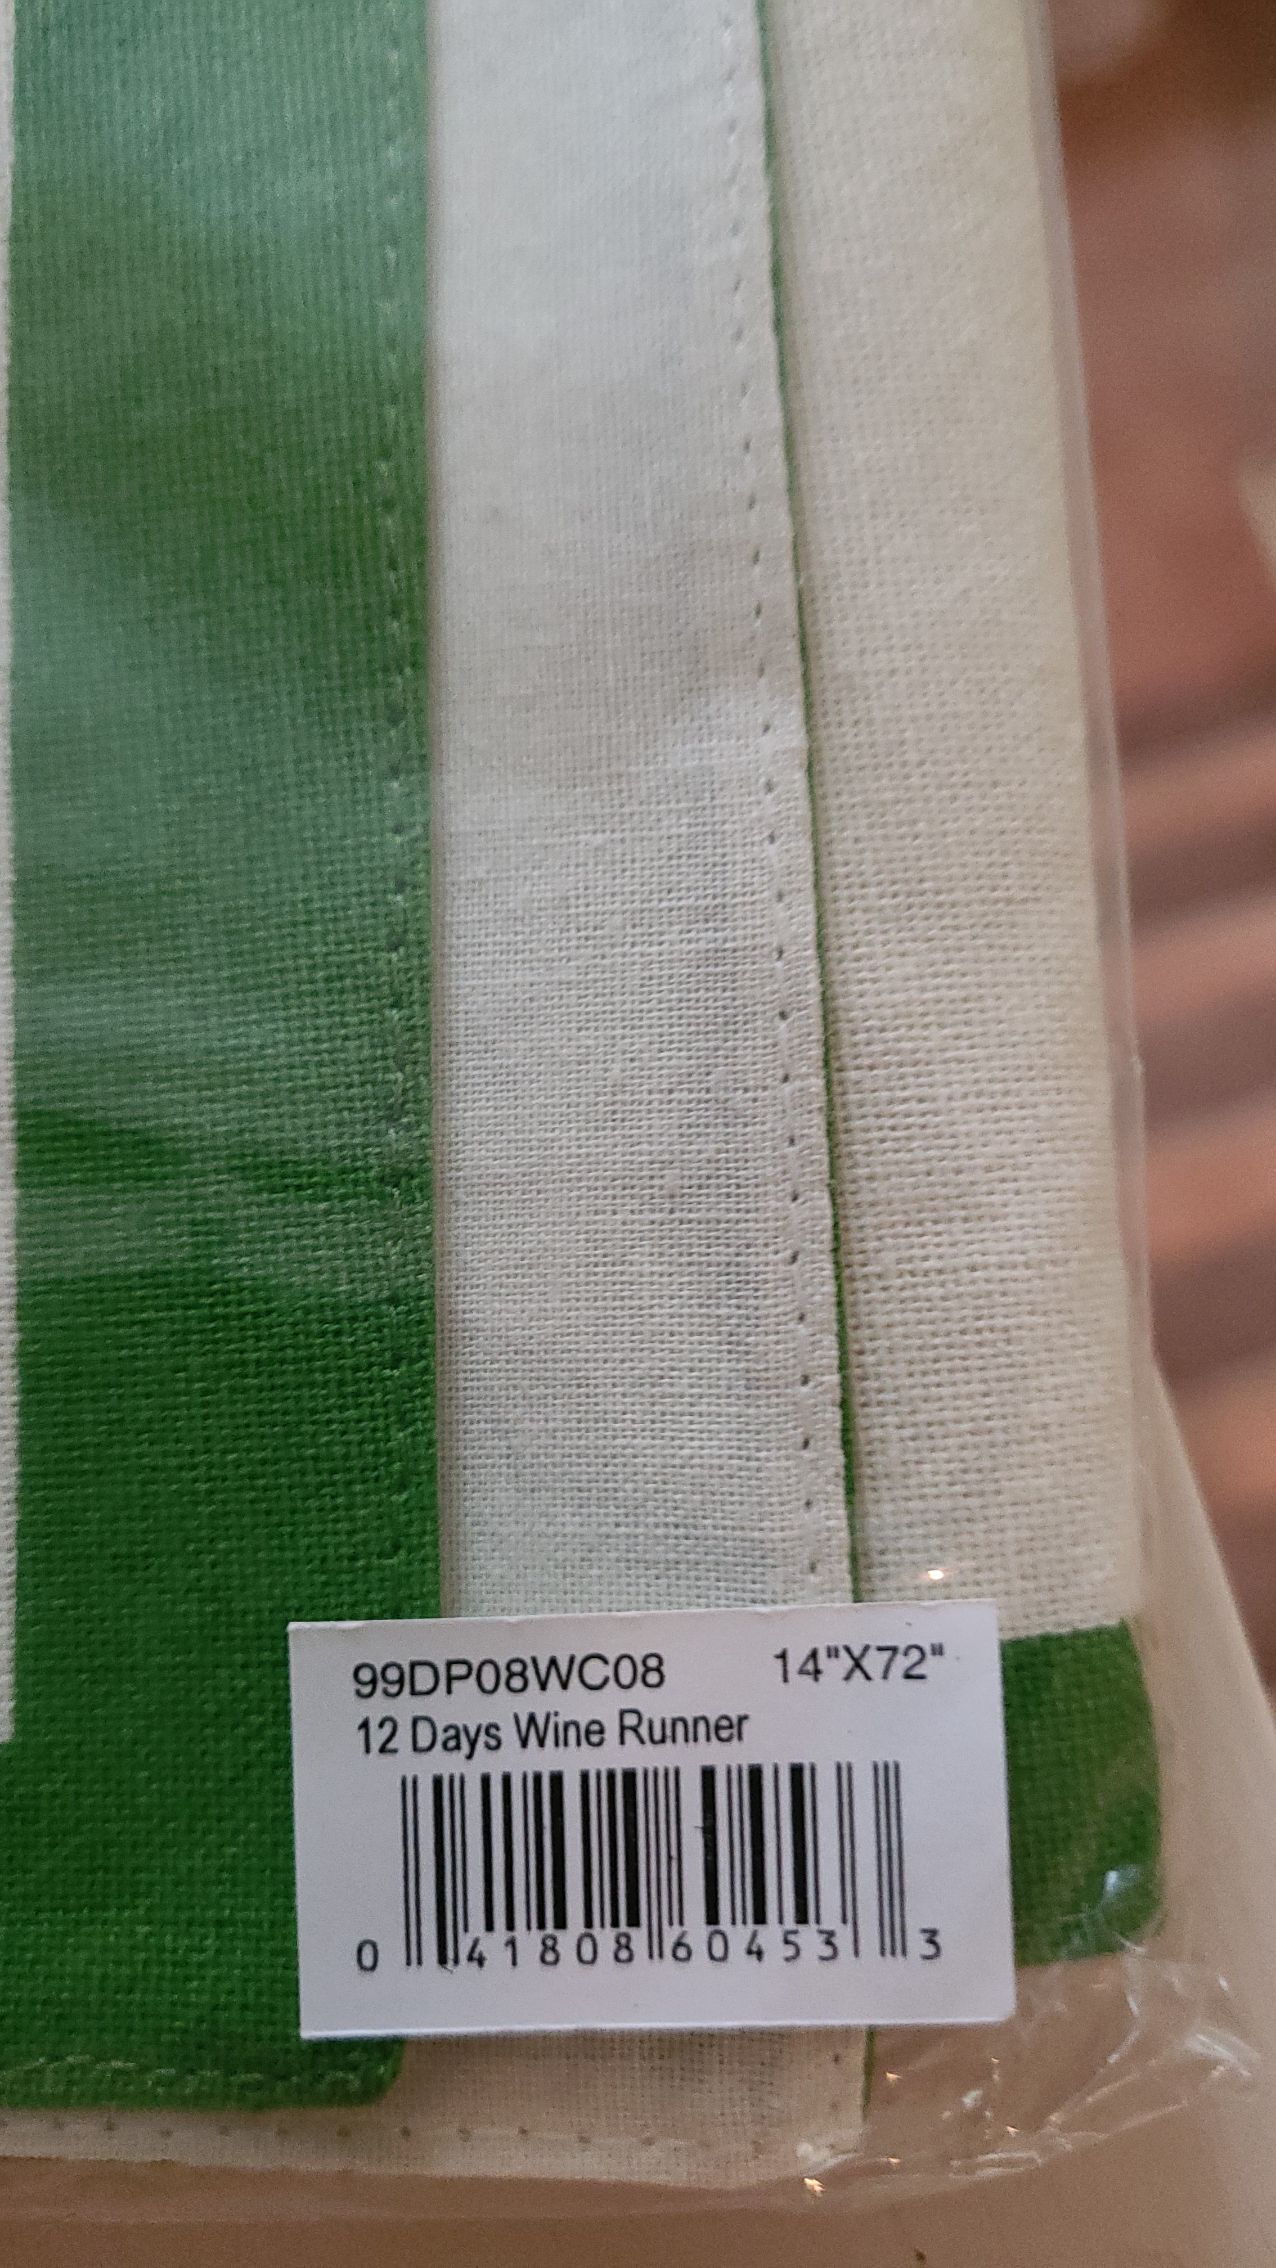 99DP08WC08 14"X72"
12 Days Wine Runner
0 41808 60453 3